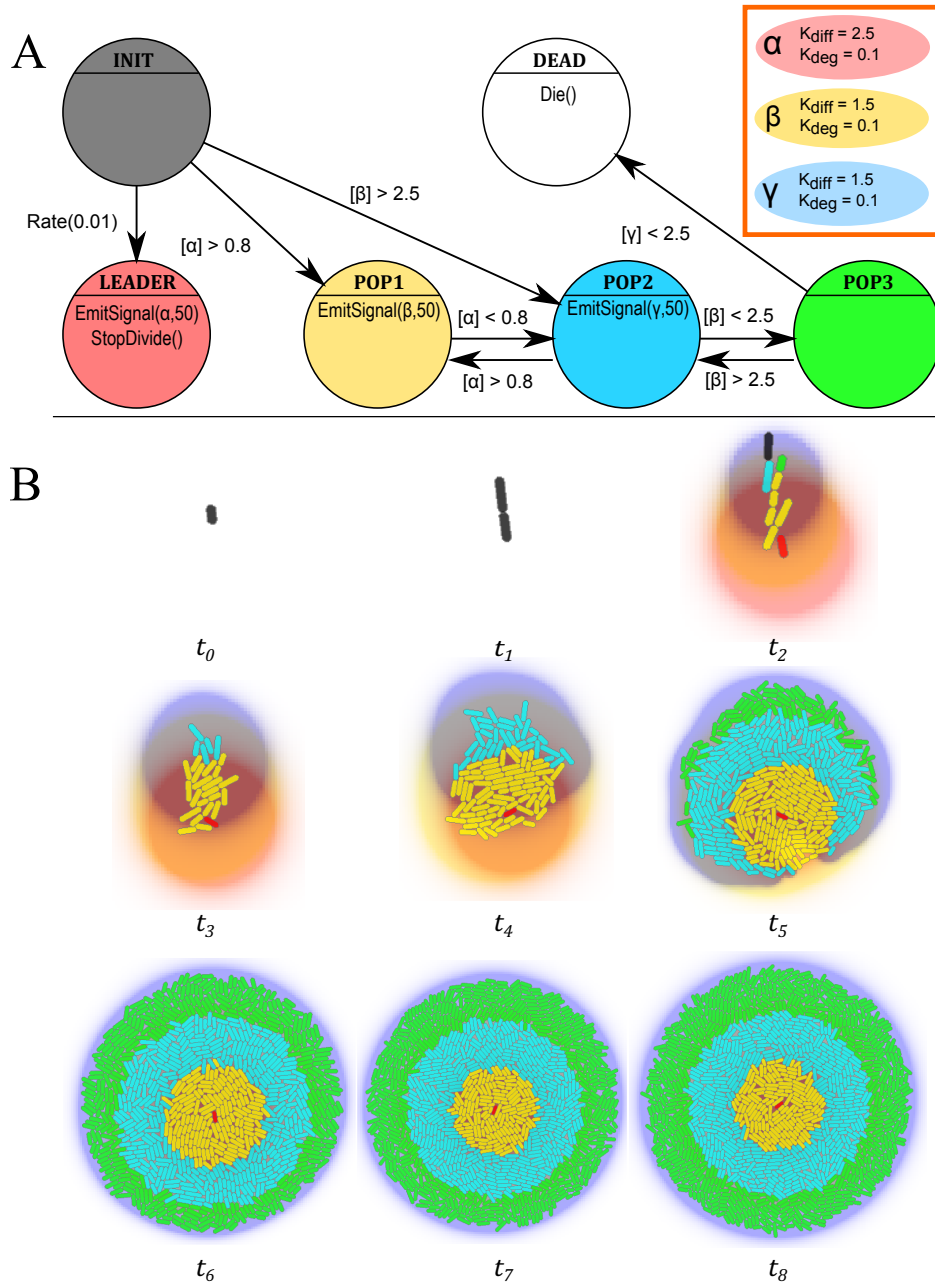 A
INIT
DEAD
Die()
α
Kdiff = 2.5
Kdeg = 0.1
β
Kdiff = 1.5
Kdeg = 0.1
γ
Kdiff = 1.5
Kdeg = 0.1
Rate(0.01)
[α] > 0.8
[β] > 2.5
[γ] < 2.5
LEADER
EmitSignal(α,50)
StopDivide()
POP1
EmitSignal(β,50)
[α] < 0.8
[α] > 0.8
POP2
EmitSignal(γ,50)
[β] < 2.5
[β] > 2.5
POP3
B
t0
t1
t2
t3
t4
t5
t6
t7
t8